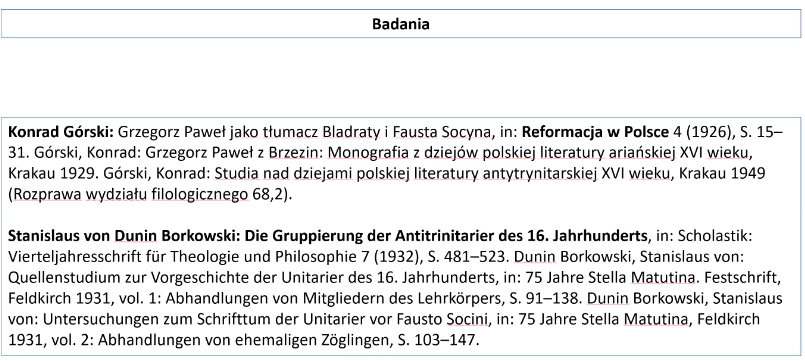 Badania
Konrad Górski: Grzegorz Paweł jako tłumacz Bladraty i Fausta Socyna, in: Reformacja w Polsce 4 (1926), S. 15–
31. Górski, Konrad: Grzegorz Paweł z Brzezin: Monografia z dziejów polskiej literatury ariańskiej XVI wieku,
Krakau 1929. Górski, Konrad: Studia nad dziejami polskiej literatury antytrynitarskiej XVI wieku, Krakau 1949
(Rozprawa wydziału filologicznego 68,2).
Stanislaus von Dunin Borkowski: Die Gruppierung der Antitrinitarier des 16. Jahrhunderts, in: Scholastik:
Vierteljahresschrift für Theologie und Philosophie 7 (1932), S. 481–523. Dunin Borkowski, Stanislaus von:
Quellenstudium zur Vorgeschichte der Unitarier des 16. Jahrhunderts, in: 75 Jahre Stella Matutina. Festschrift,
Feldkirch 1931, vol. 1: Abhandlungen von Mitgliedern des Lehrkörpers, S. 91–138. Dunin Borkowski, Stanislaus
von: Untersuchungen zum Schrifttum der Unitarier vor Fausto Socini, in: 75 Jahre Stella Matutina, Feldkirch
1931, vol. 2: Abhandlungen von ehemaligen Zöglingen, S. 103–147.